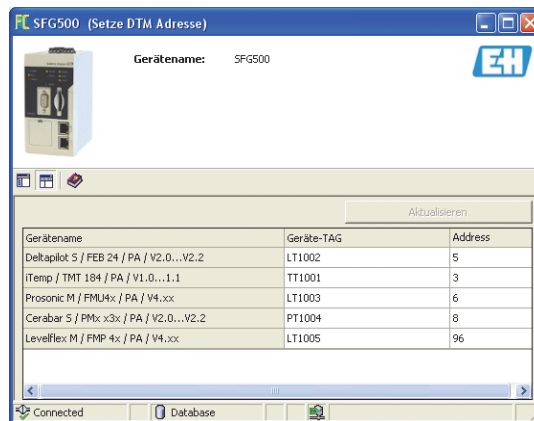 SFG500 (Setze DTM Adresse)
Gerätename: SFG500
EH
Aktualisieren
Gerätename Geräte-TAG Address
Deltapilot S / FEB 24 / PA / V2.0...V2.2 LT1002 5
iTemp / TMT 184 / PA / V1.0...1.1 TT1001 3
Prosonic M / FMU4x / PA / V4.xx LT1003 6
Cerabar S / PMx x3x / PA / V2.0...V2.2 PT1004 8
Levelflex M / FMP 4x / PA / V4.xx LT1005 96
Connected Database